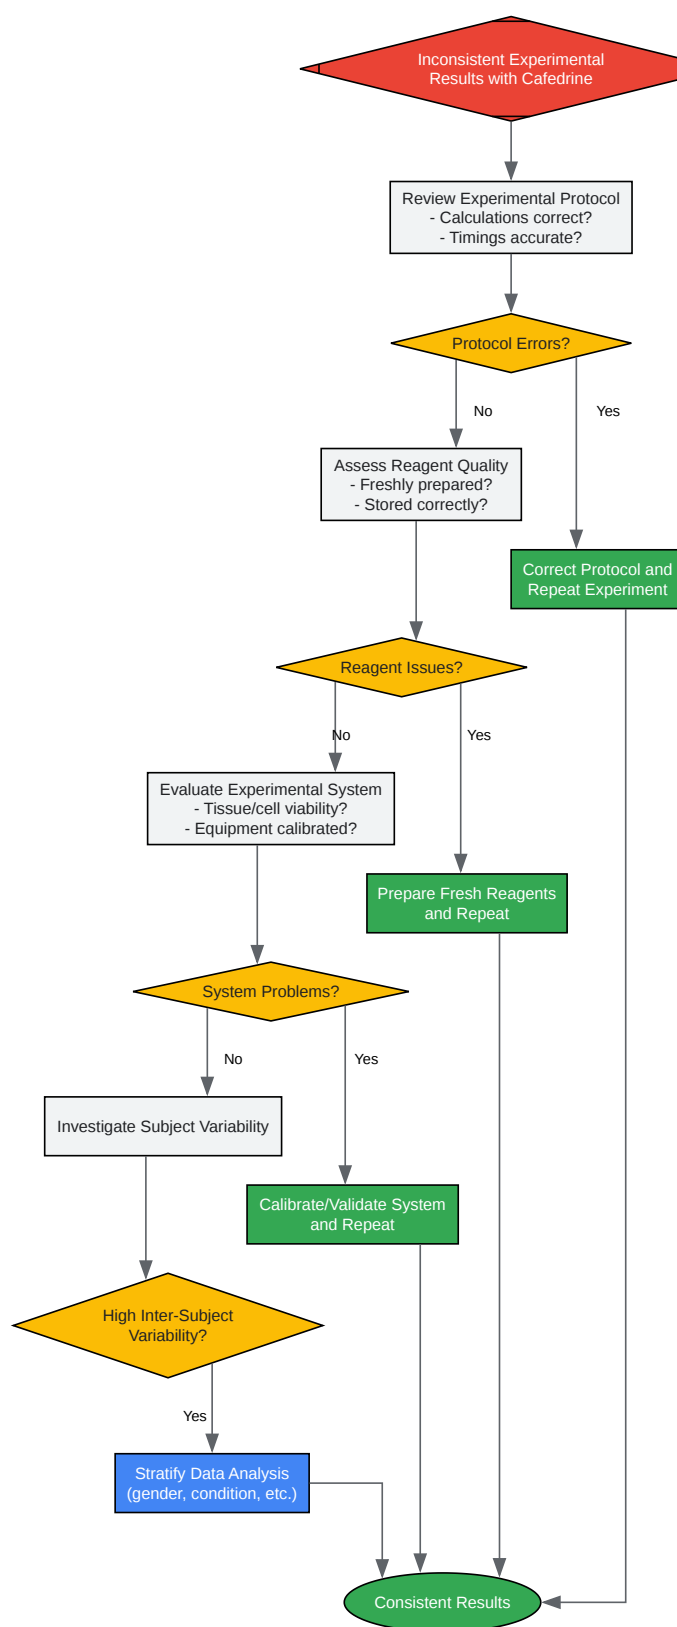 Inconsistent Experimental
Results with Cafedrine
Review Experimental Protocol
- Calculations correct?
- Timings accurate?
Protocol Errors?
No
Yes
Assess Reagent Quality
- Freshly prepared?
- Stored correctly?
Correct Protocol and
Repeat Experiment
Reagent Issues?
No
Yes
Evaluate Experimental System
- Tissue/cell viability?
- Equipment calibrated?
Prepare Fresh Reagents
and Repeat
System Problems?
No
Yes
Investigate Subject Variability
Calibrate/Validate System
and Repeat
High Inter-Subject
Variability?
Yes
Stratify Data Analysis
(gender, condition, etc.)
Consistent Results